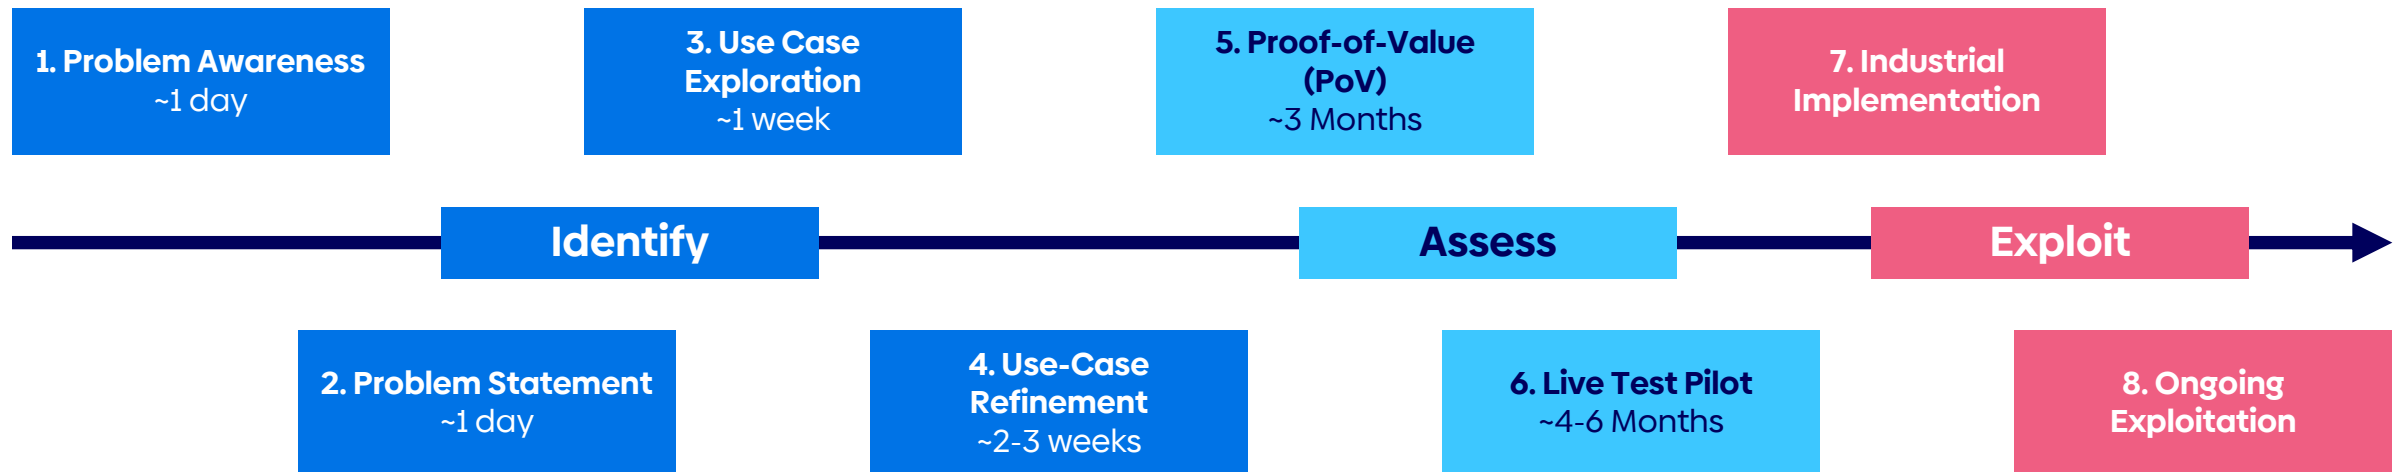 1. Problem Awareness
~1 day
3. Use Case
Exploration
~1 week
5. Proof-of-Value
(PoV)
~3 Months
7. Industrial
Implementation
Identify
Assess
Exploit
2. Problem Statement
~1 day
4. Use-Case
Refinement
~2-3 weeks
6. Live Test Pilot
~4-6 Months
8. Ongoing
Exploitation